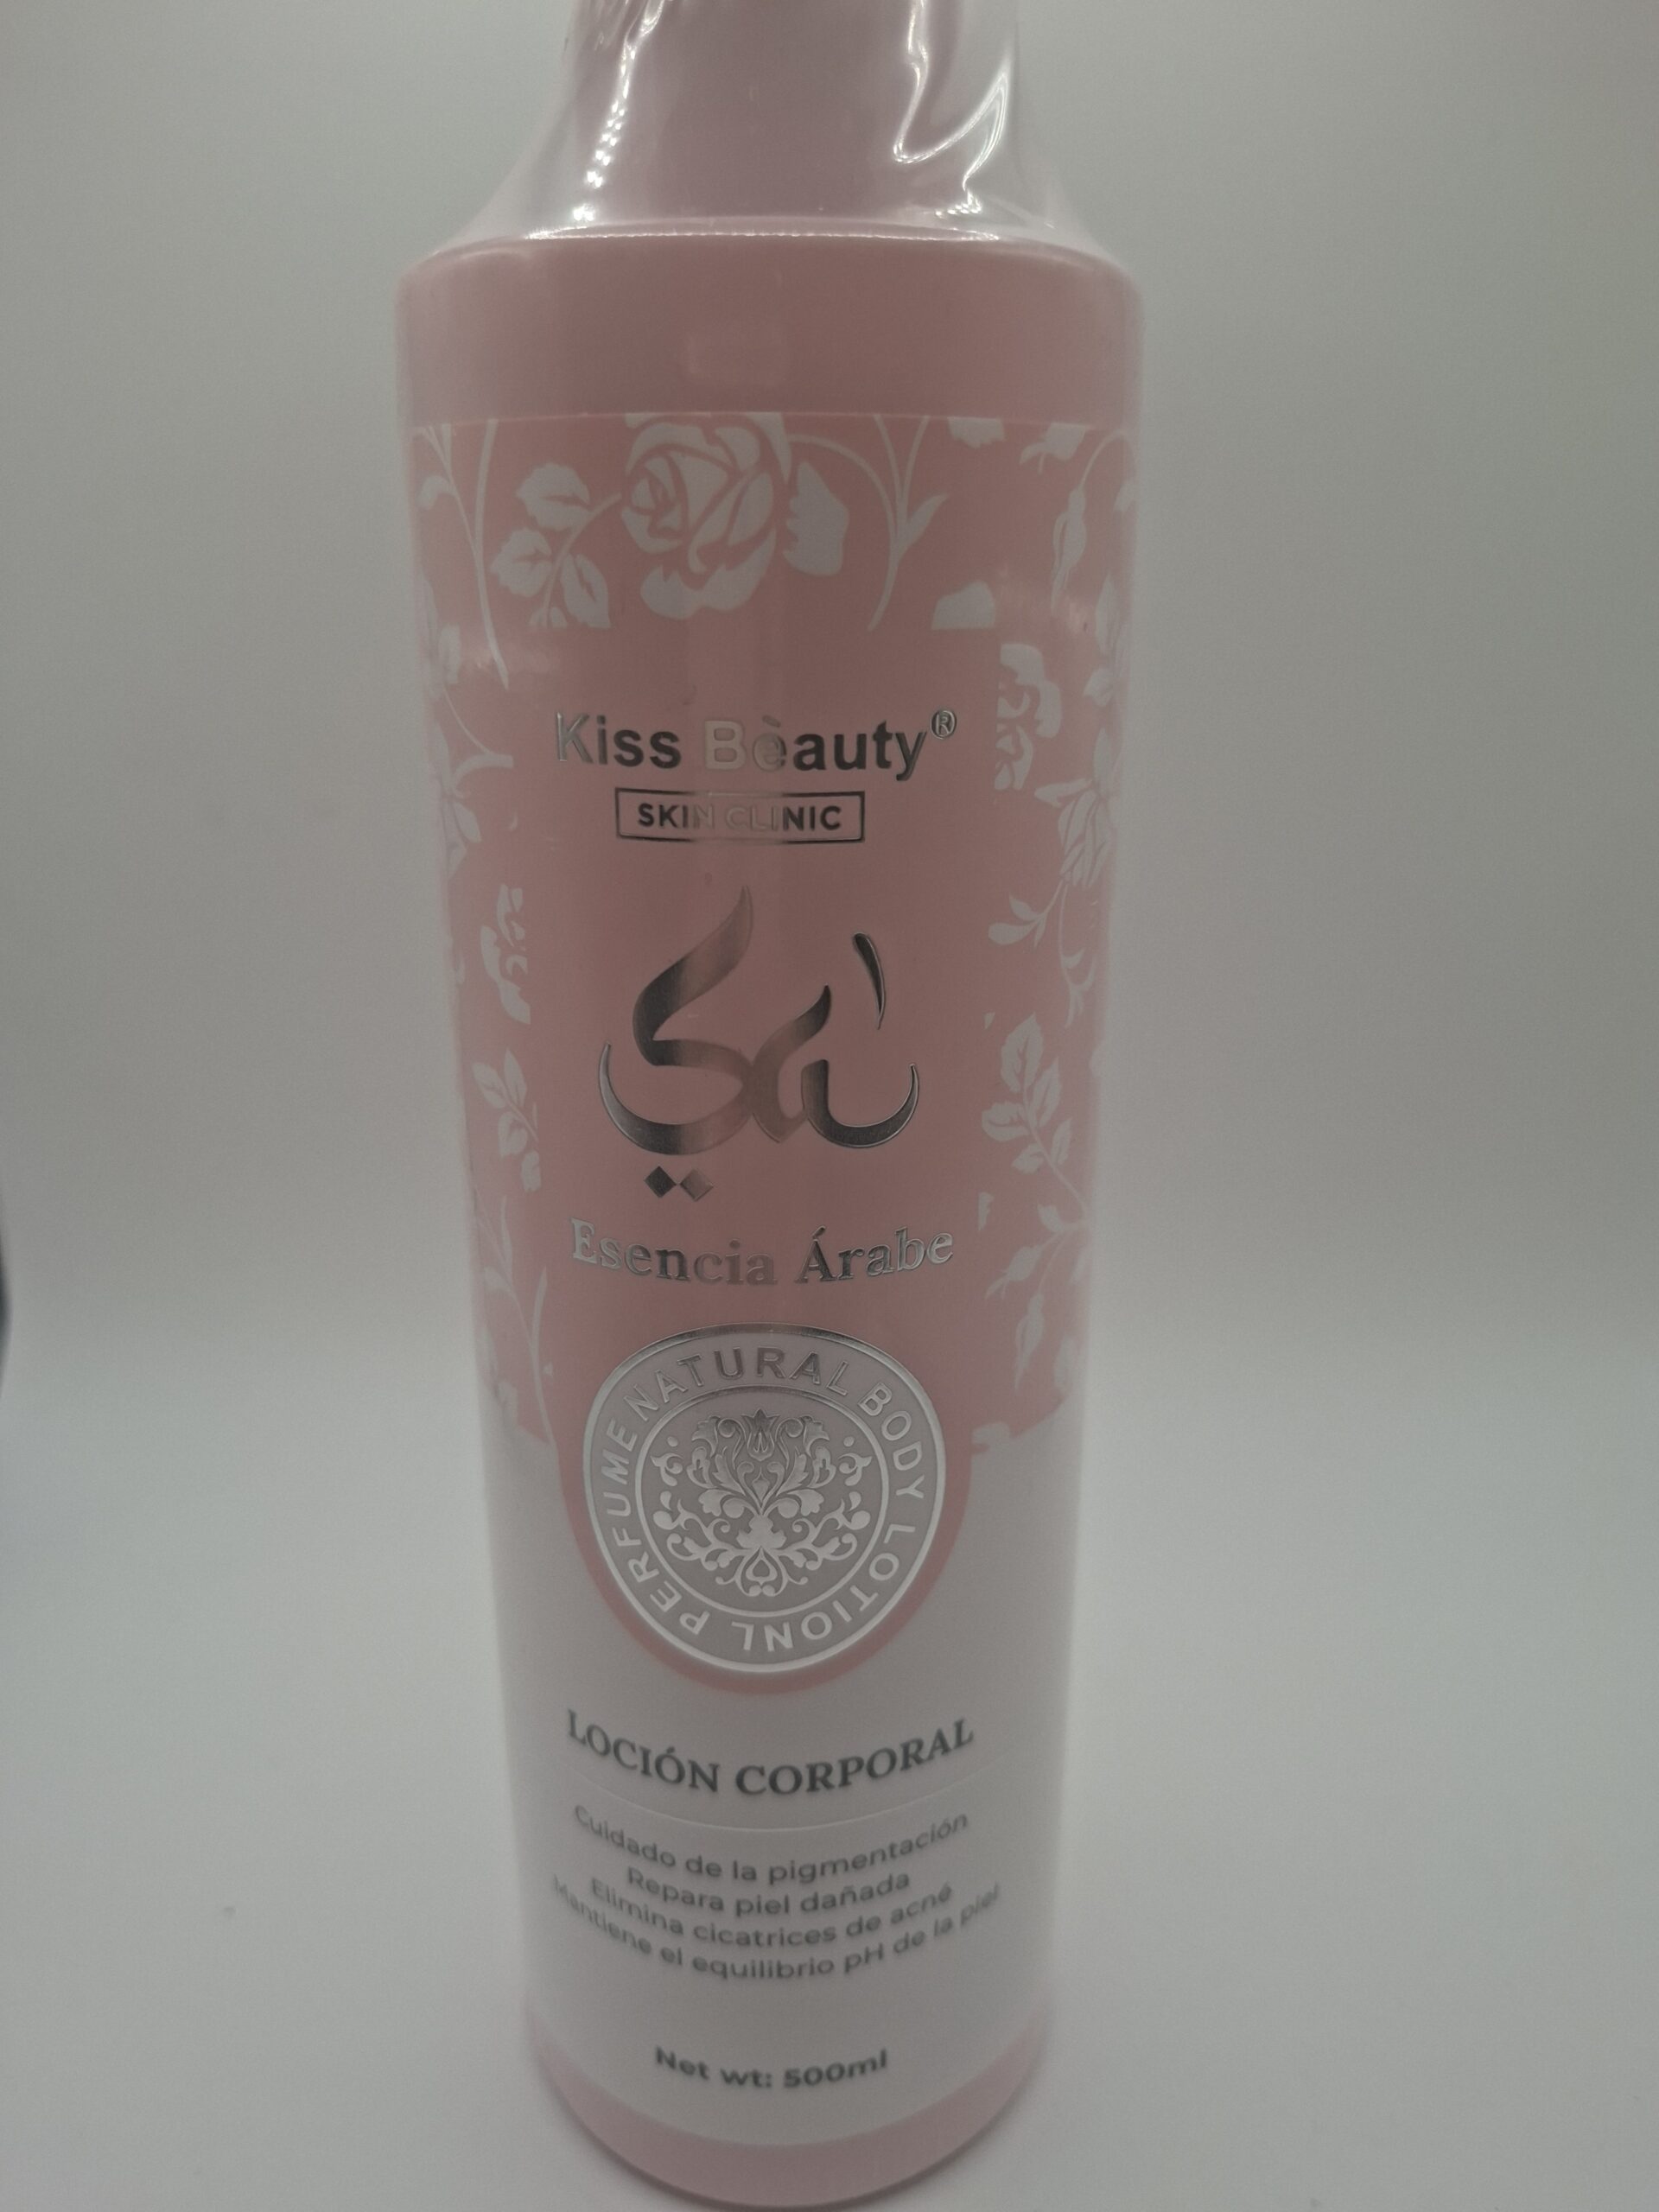 Kiss Bèauty®
SKIN CLINIC
Esencia Árabe
PERFUME NATURAL BODY LOTIONL
LOCIÓN CORPORAL
Cuidado de la pigmentación
Repara piel dañada
Elimina cicatrices de acné
Mantiene el equilibrio pH de la piel
Net wt: 500ml